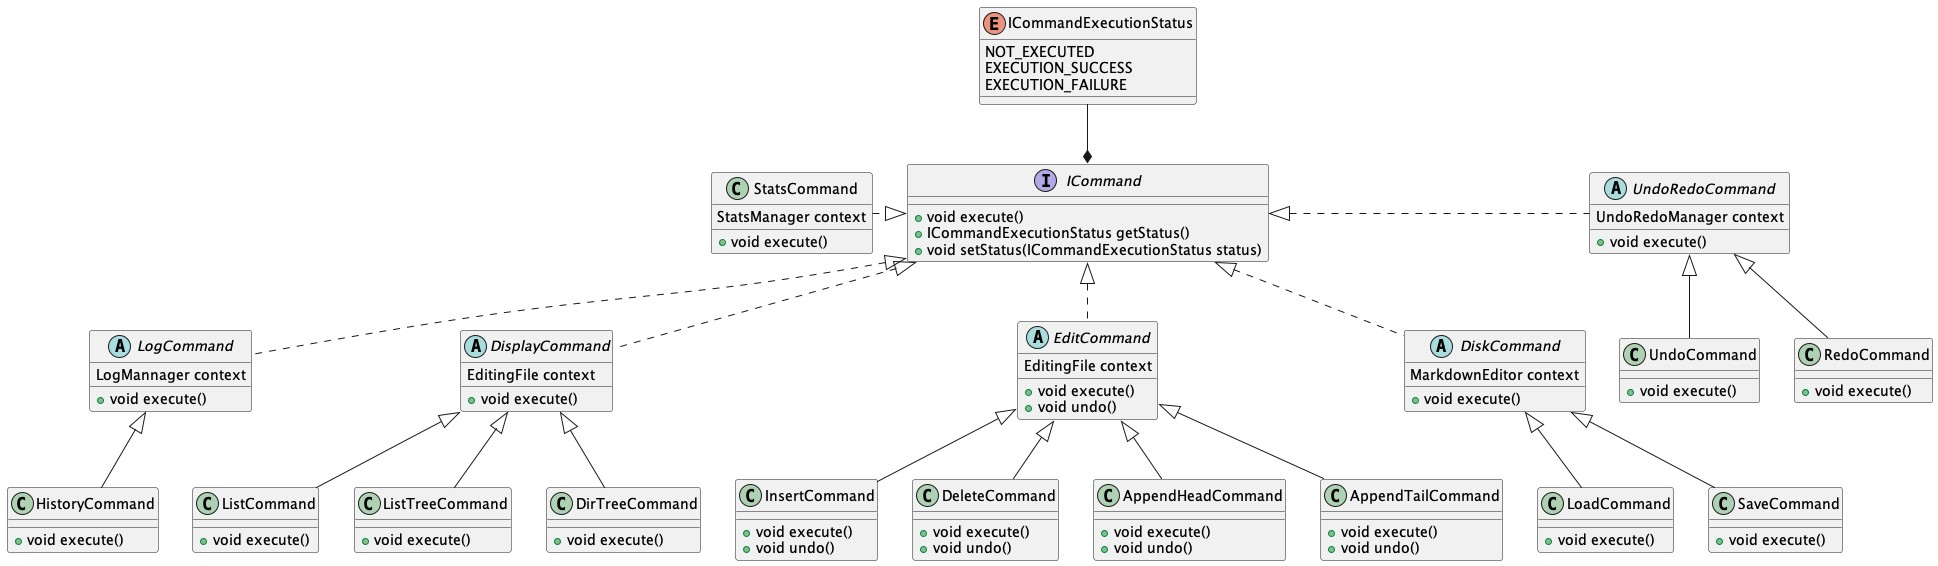 E ICommandExecutionStatus
NOT_EXECUTED
EXECUTION_SUCCESS
EXECUTION_FAILURE
C StatsCommand
StatsManager context
void execute()
I ICommand
void execute()
ICommandExecutionStatus getStatus()
void setStatus(ICommandExecutionStatus status)
A UndoRedoCommand
UndoRedoManager context
void execute()
A LogCommand
LogMannager context
void execute()
A DisplayCommand
EditingFile context
void execute()
A EditCommand
EditingFile context
void execute()
void undo()
A DiskCommand
MarkdownEditor context
void execute()
C UndoCommand
void execute()
C RedoCommand
void execute()
C HistoryCommand
void execute()
C ListCommand
void execute()
C ListTreeCommand
void execute()
C DirTreeCommand
void execute()
C InsertCommand
void execute()
void undo()
C DeleteCommand
void execute()
void undo()
C AppendHeadCommand
void execute()
void undo()
C AppendTailCommand
void execute()
void undo()
C LoadCommand
void execute()
C SaveCommand
void execute()